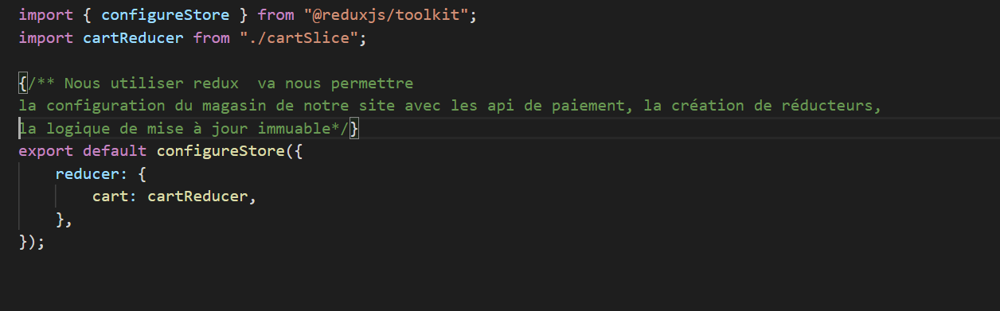 import { configureStore } from "@reduxjs/toolkit";
import cartReducer from "./cartSlice";
{/** Nous utiliser redux  va nous permettre
la configuration du magasin de notre site avec les api de paiement, la création de réducteurs,
la logique de mise à jour immuable*/}
export default configureStore({
    reducer: {
        cart: cartReducer,
    },
});